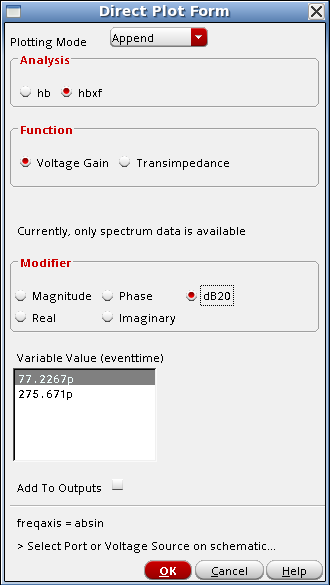 Direct Plot Form
Plotting Mode Append
Analysis
hb hbxf
Function
Voltage Gain Transimpedance
Currently, only spectrum data is available
Modifier
Magnitude Phase dB20
Real Imaginary
Variable Value (eventtime)
77.2267p
275.671p
Add To Outputs
freqaxis = absin
> Select Port or Voltage Source on schematic...
OK Cancel Help